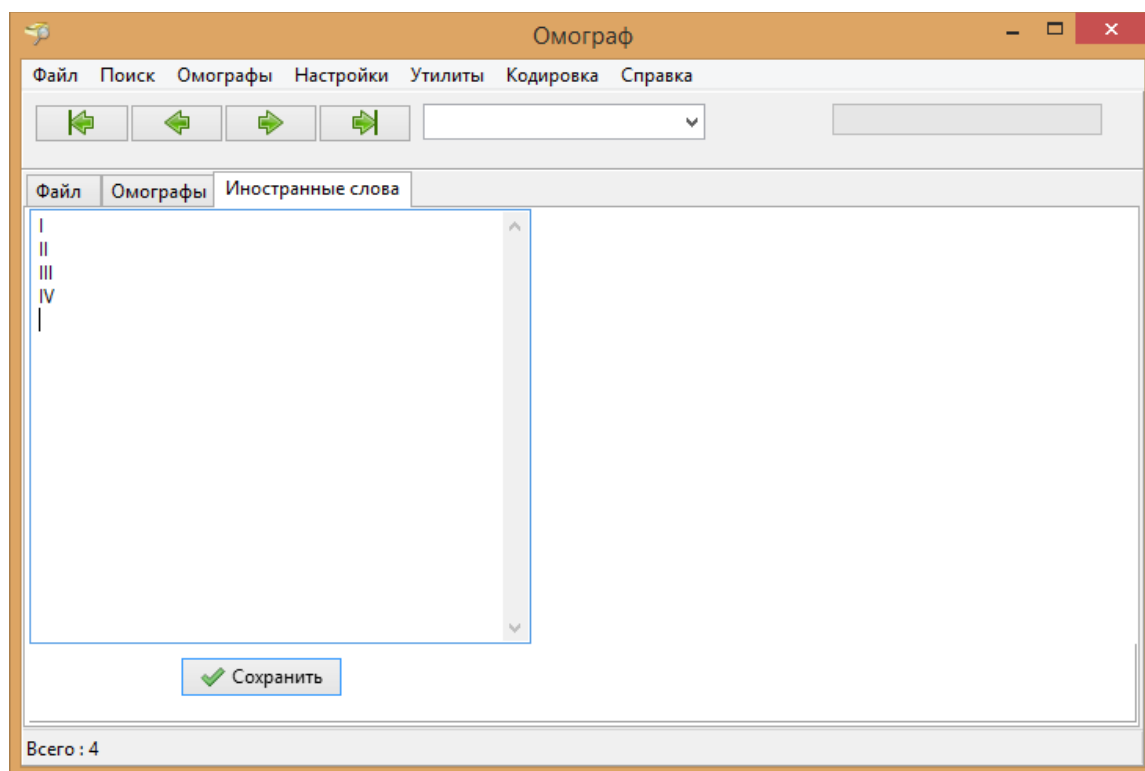 Омограф
Файл Поиск Омографы Настройки Утилиты Кодировка Справка
Файл Омографы Иностранные слова
I
II
III
IV
Сохранить
Всего : 4